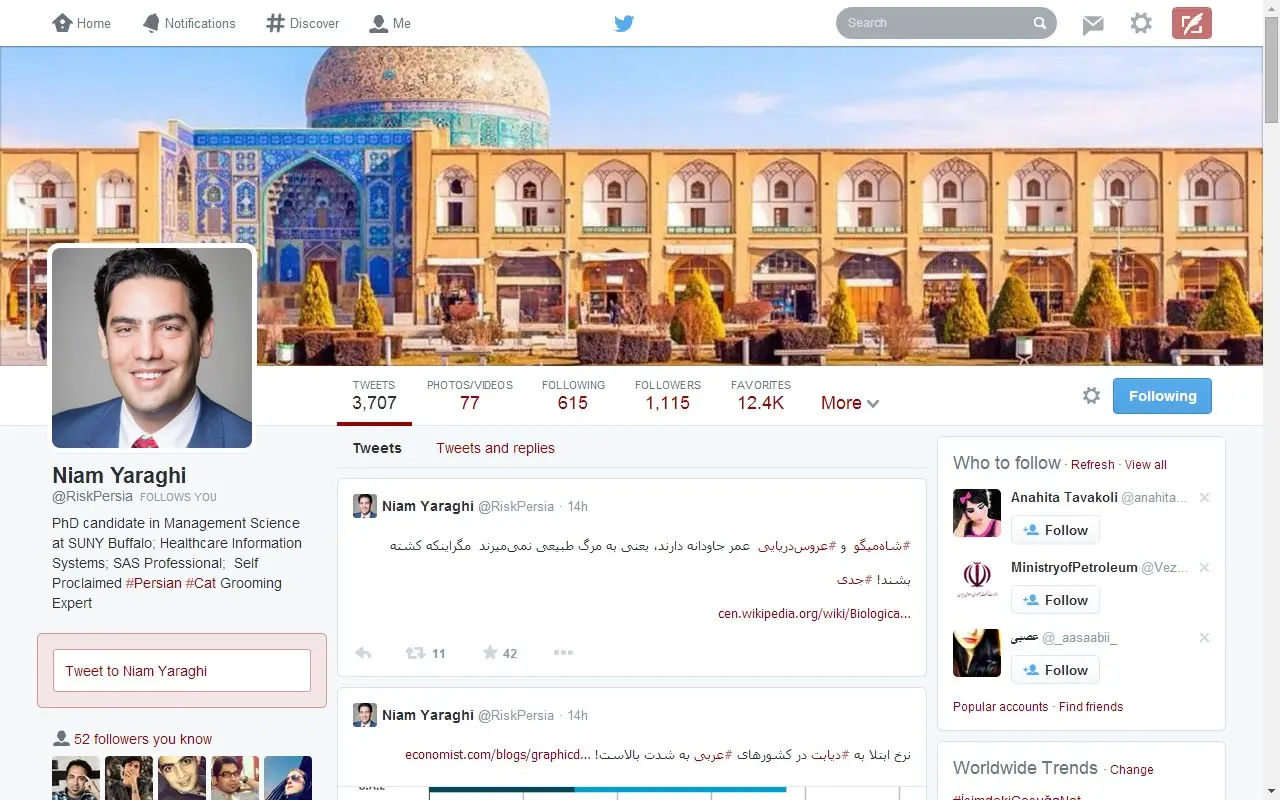 Home
Notifications
Discover
Me
Search
TWEETS
3,707
PHOTOS/VIDEOS
77
FOLLOWING
615
FOLLOWERS
1,115
FAVORITES
12.4K
More
Following
Niam Yaraghi
@RiskPersia FOLLOWS YOU
PhD candidate in Management Science
at SUNY Buffalo; Healthcare Information
Systems; SAS Professional; Self
Proclaimed #Persian #Cat Grooming
Expert
Tweet to Niam Yaraghi
52 followers you know
Tweets
Tweets and replies
Niam Yaraghi @RiskPersia · 14h
#شاه‌میگو و #عروس‌دریایی عمر جاودانه دارند، یعنی به مرگ طبیعی نمی‌میرند مگراینکه کشته
بشند! #جدی
cen.wikipedia.org/wiki/Biologica...
11
42
Niam Yaraghi @RiskPersia · 14h
نرخ ابتلا به #دیابت در کشورهای #عربی به شدت بالاست! economist.com/blogs/graphicd...
Who to follow · Refresh · View all
Anahita Tavakoli @anahita...
Follow
MinistryofPetroleum @Vez...
Follow
عصیی @_aasaabii_
Follow
Popular accounts · Find friends
Worldwide Trends · Change